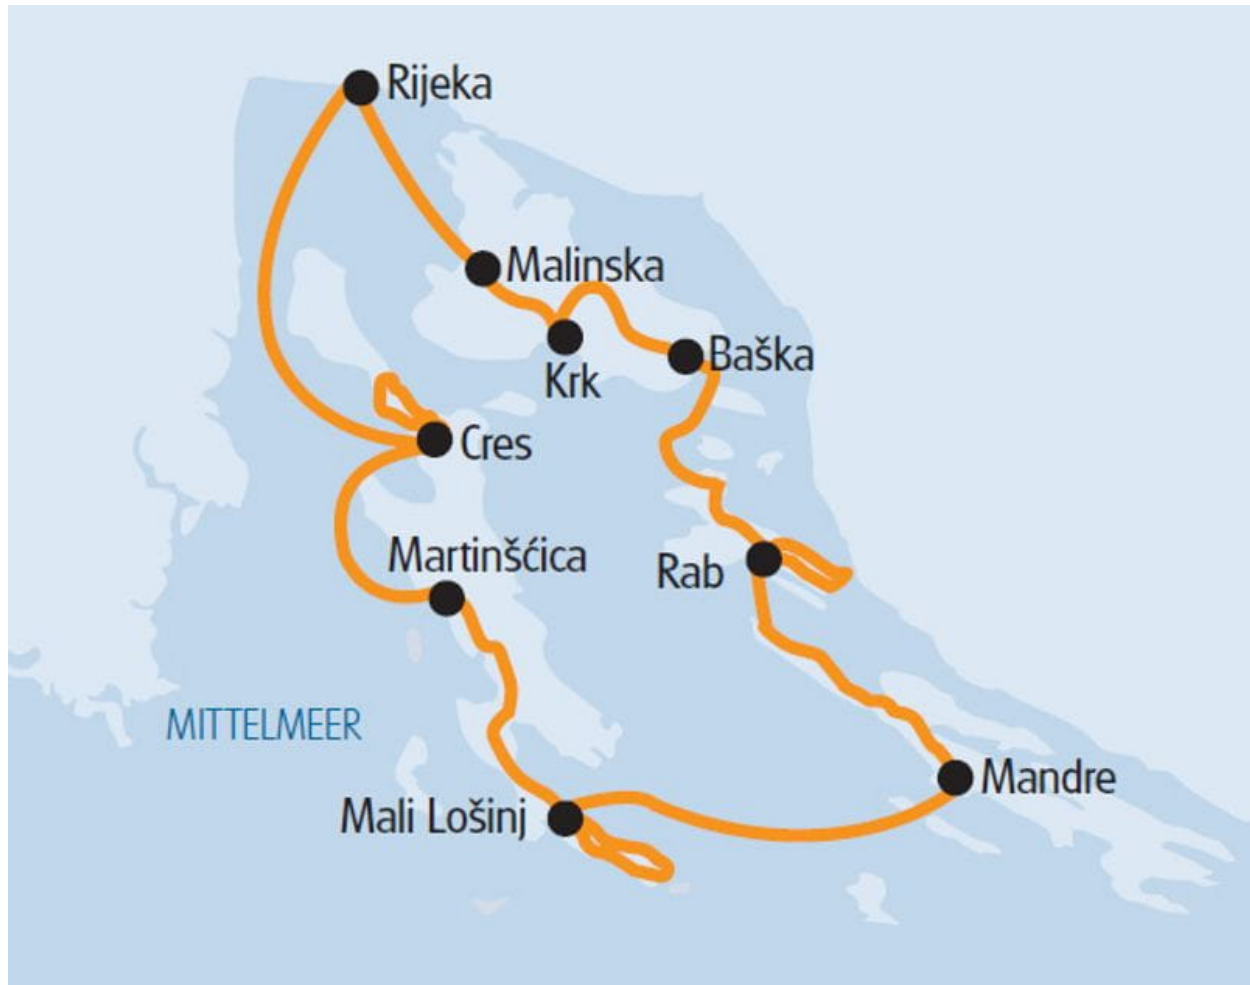 Rijeka
Malinska
Baška
Krk
Cres
Martinšćica
Rab
MITTELMEER
Mandre
Mali Lošinj